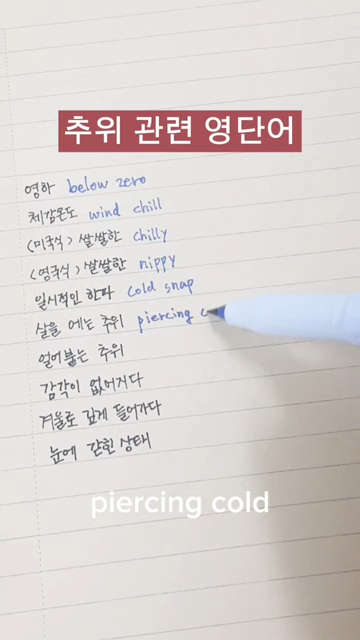 추위 관련 영단어
영하 below zero
체감온도 wind chill
(미국식) 쌀쌀한 chilly
(영국식) 쌀쌀한 nippy
일시적인 한파 cold snap
살을 에는 추위 piercing c
얼어붙는 추위
감각이 없어지다
겨울로 깊게 들어가다
눈에 갇힌 상태
piercing cold